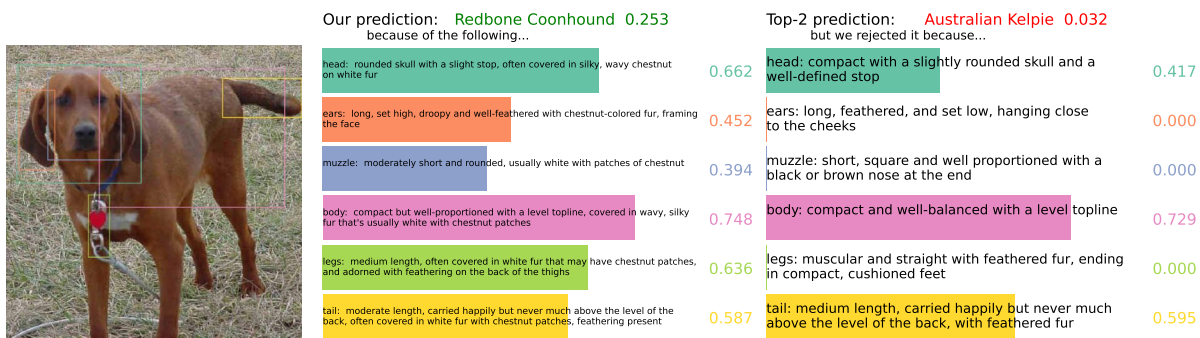 Our prediction: Redbone Coonhound 0.253
because of the following...
head: rounded skull with a slight stop, often covered in silky, wavy chestnut
on white fur
0.662
ears: long, set high, droopy and well-feathered with chestnut-colored fur, framing
the face
0.452
muzzle: moderately short and rounded, usually white with patches of chestnut
0.394
body: compact but well-proportioned with a level topline, covered in wavy, silky
fur that's usually white with chestnut patches
0.748
legs: medium length, often covered in white fur that may have chestnut patches,
and adorned with feathering on the back of the thighs
0.636
tail: moderate length, carried happily but never much above the level of the
back, often covered in white fur with chestnut patches, feathering present
0.587
Top-2 prediction: Australian Kelpie 0.032
but we rejected it because...
head: compact with a slightly rounded skull and a
well-defined stop
0.417
ears: long, feathered, and set low, hanging close
to the cheeks
0.000
muzzle: short, square and well proportioned with a
black or brown nose at the end
0.000
body: compact and well-balanced with a level topline
0.729
legs: muscular and straight with feathered fur, ending
in compact, cushioned feet
0.000
tail: medium length, carried happily but never much
above the level of the back, with feathered fur
0.595